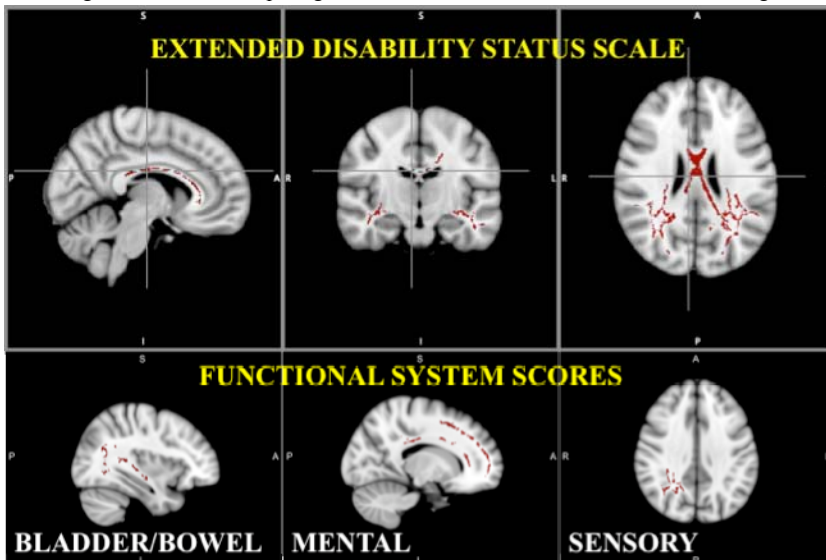 S S A
EXTENDED DISABILITY STATUS SCALE
P A R L R
I I P
S S A
FUNCTIONAL SYSTEM SCORES
P A P A R
BLADDER/BOWEL MENTAL SENSORY